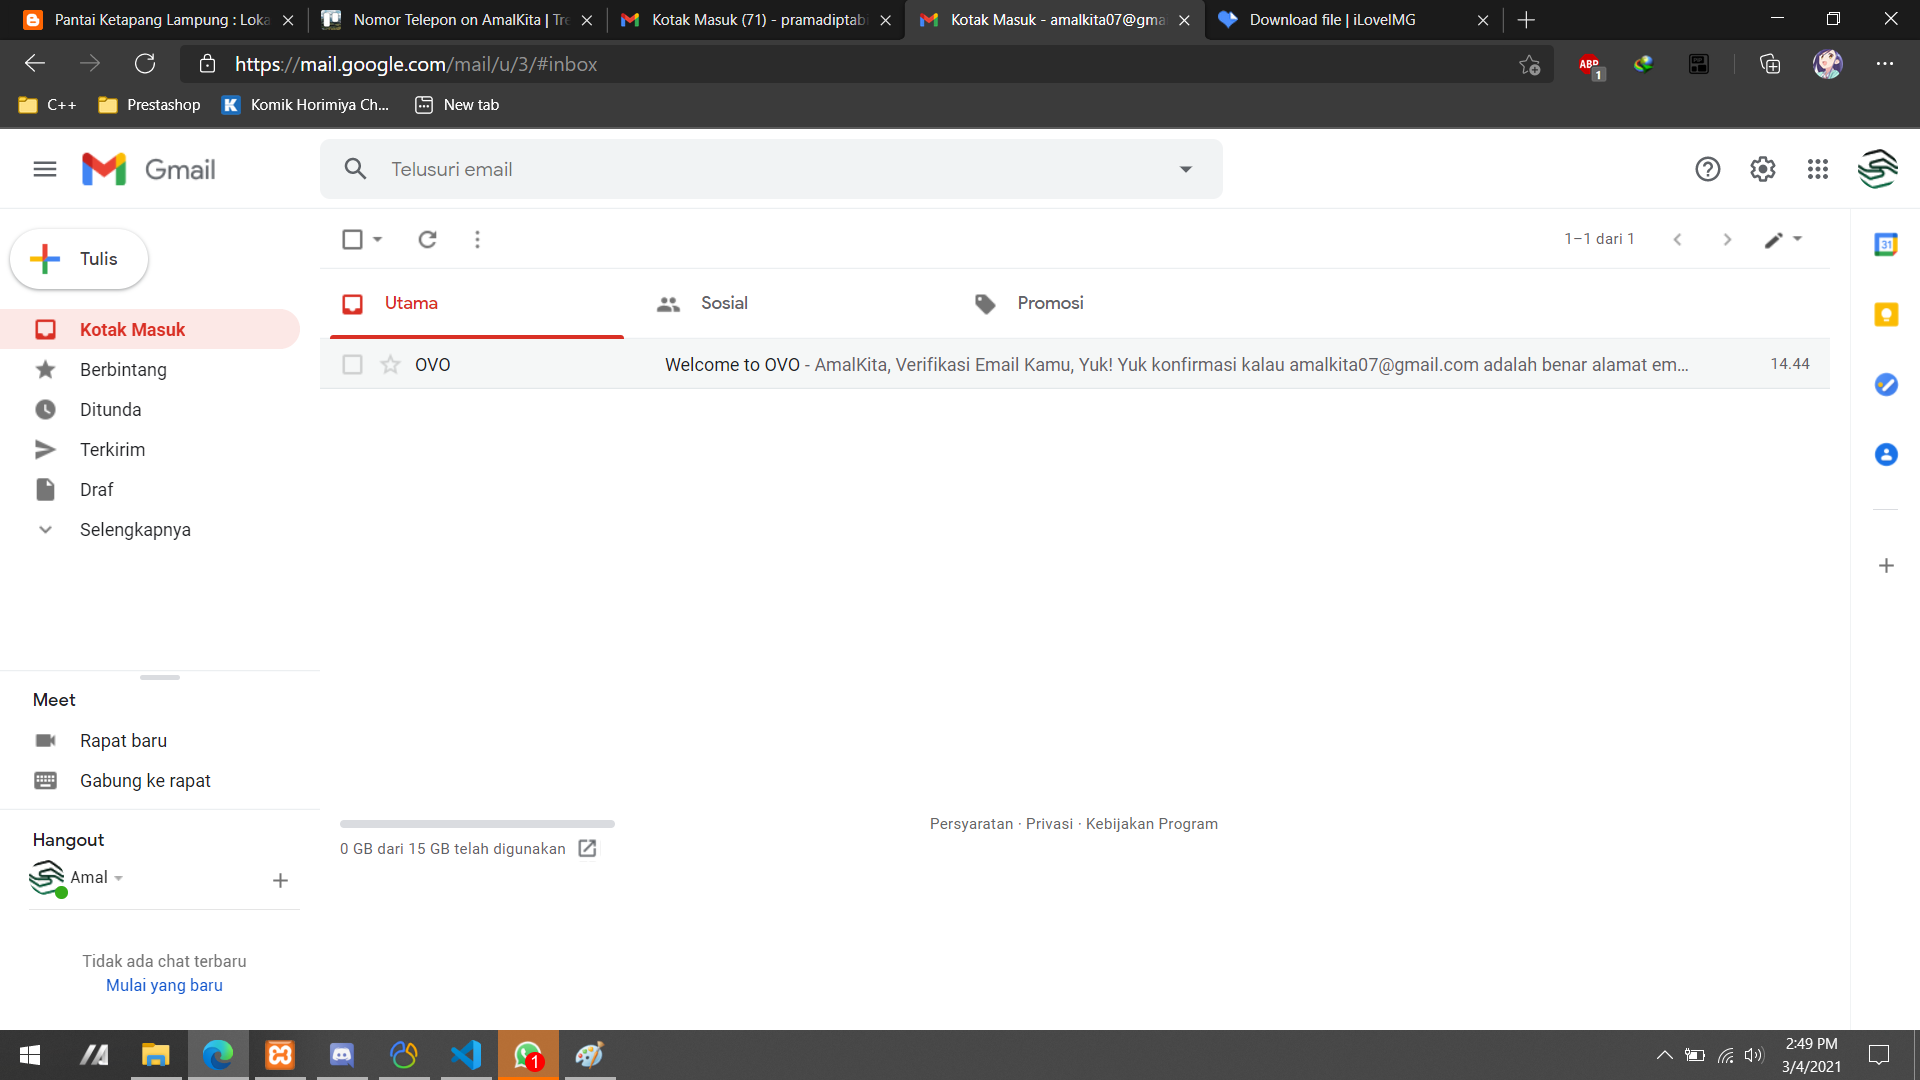 Pantai Ketapang Lampung : Loka
Nomor Telepon on AmalKita | Tre
Kotak Masuk (71) - pramadiptab
Kotak Masuk - amalkita07@gma
Download file | iLoveIMG
https://mail.google.com/mail/u/3/#inbox
ABP
1
C++
Prestashop
K
Komik Horimiya Ch...
New tab
Gmail
Telusuri email
Tulis
1–1 dari 1
31
Utama
Sosial
Promosi
Kotak Masuk
OVO
Welcome to OVO - AmalKita, Verifikasi Email Kamu, Yuk! Yuk konfirmasi kalau amalkita07@gmail.com adalah benar alamat em...
14.44
Berbintang
Ditunda
Terkirim
Draf
Selengkapnya
Meet
Rapat baru
Gabung ke rapat
Hangout
Amal
Tidak ada chat terbaru
Mulai yang baru
0 GB dari 15 GB telah digunakan
Persyaratan · Privasi · Kebijakan Program
1
2:49 PM
3/4/2021